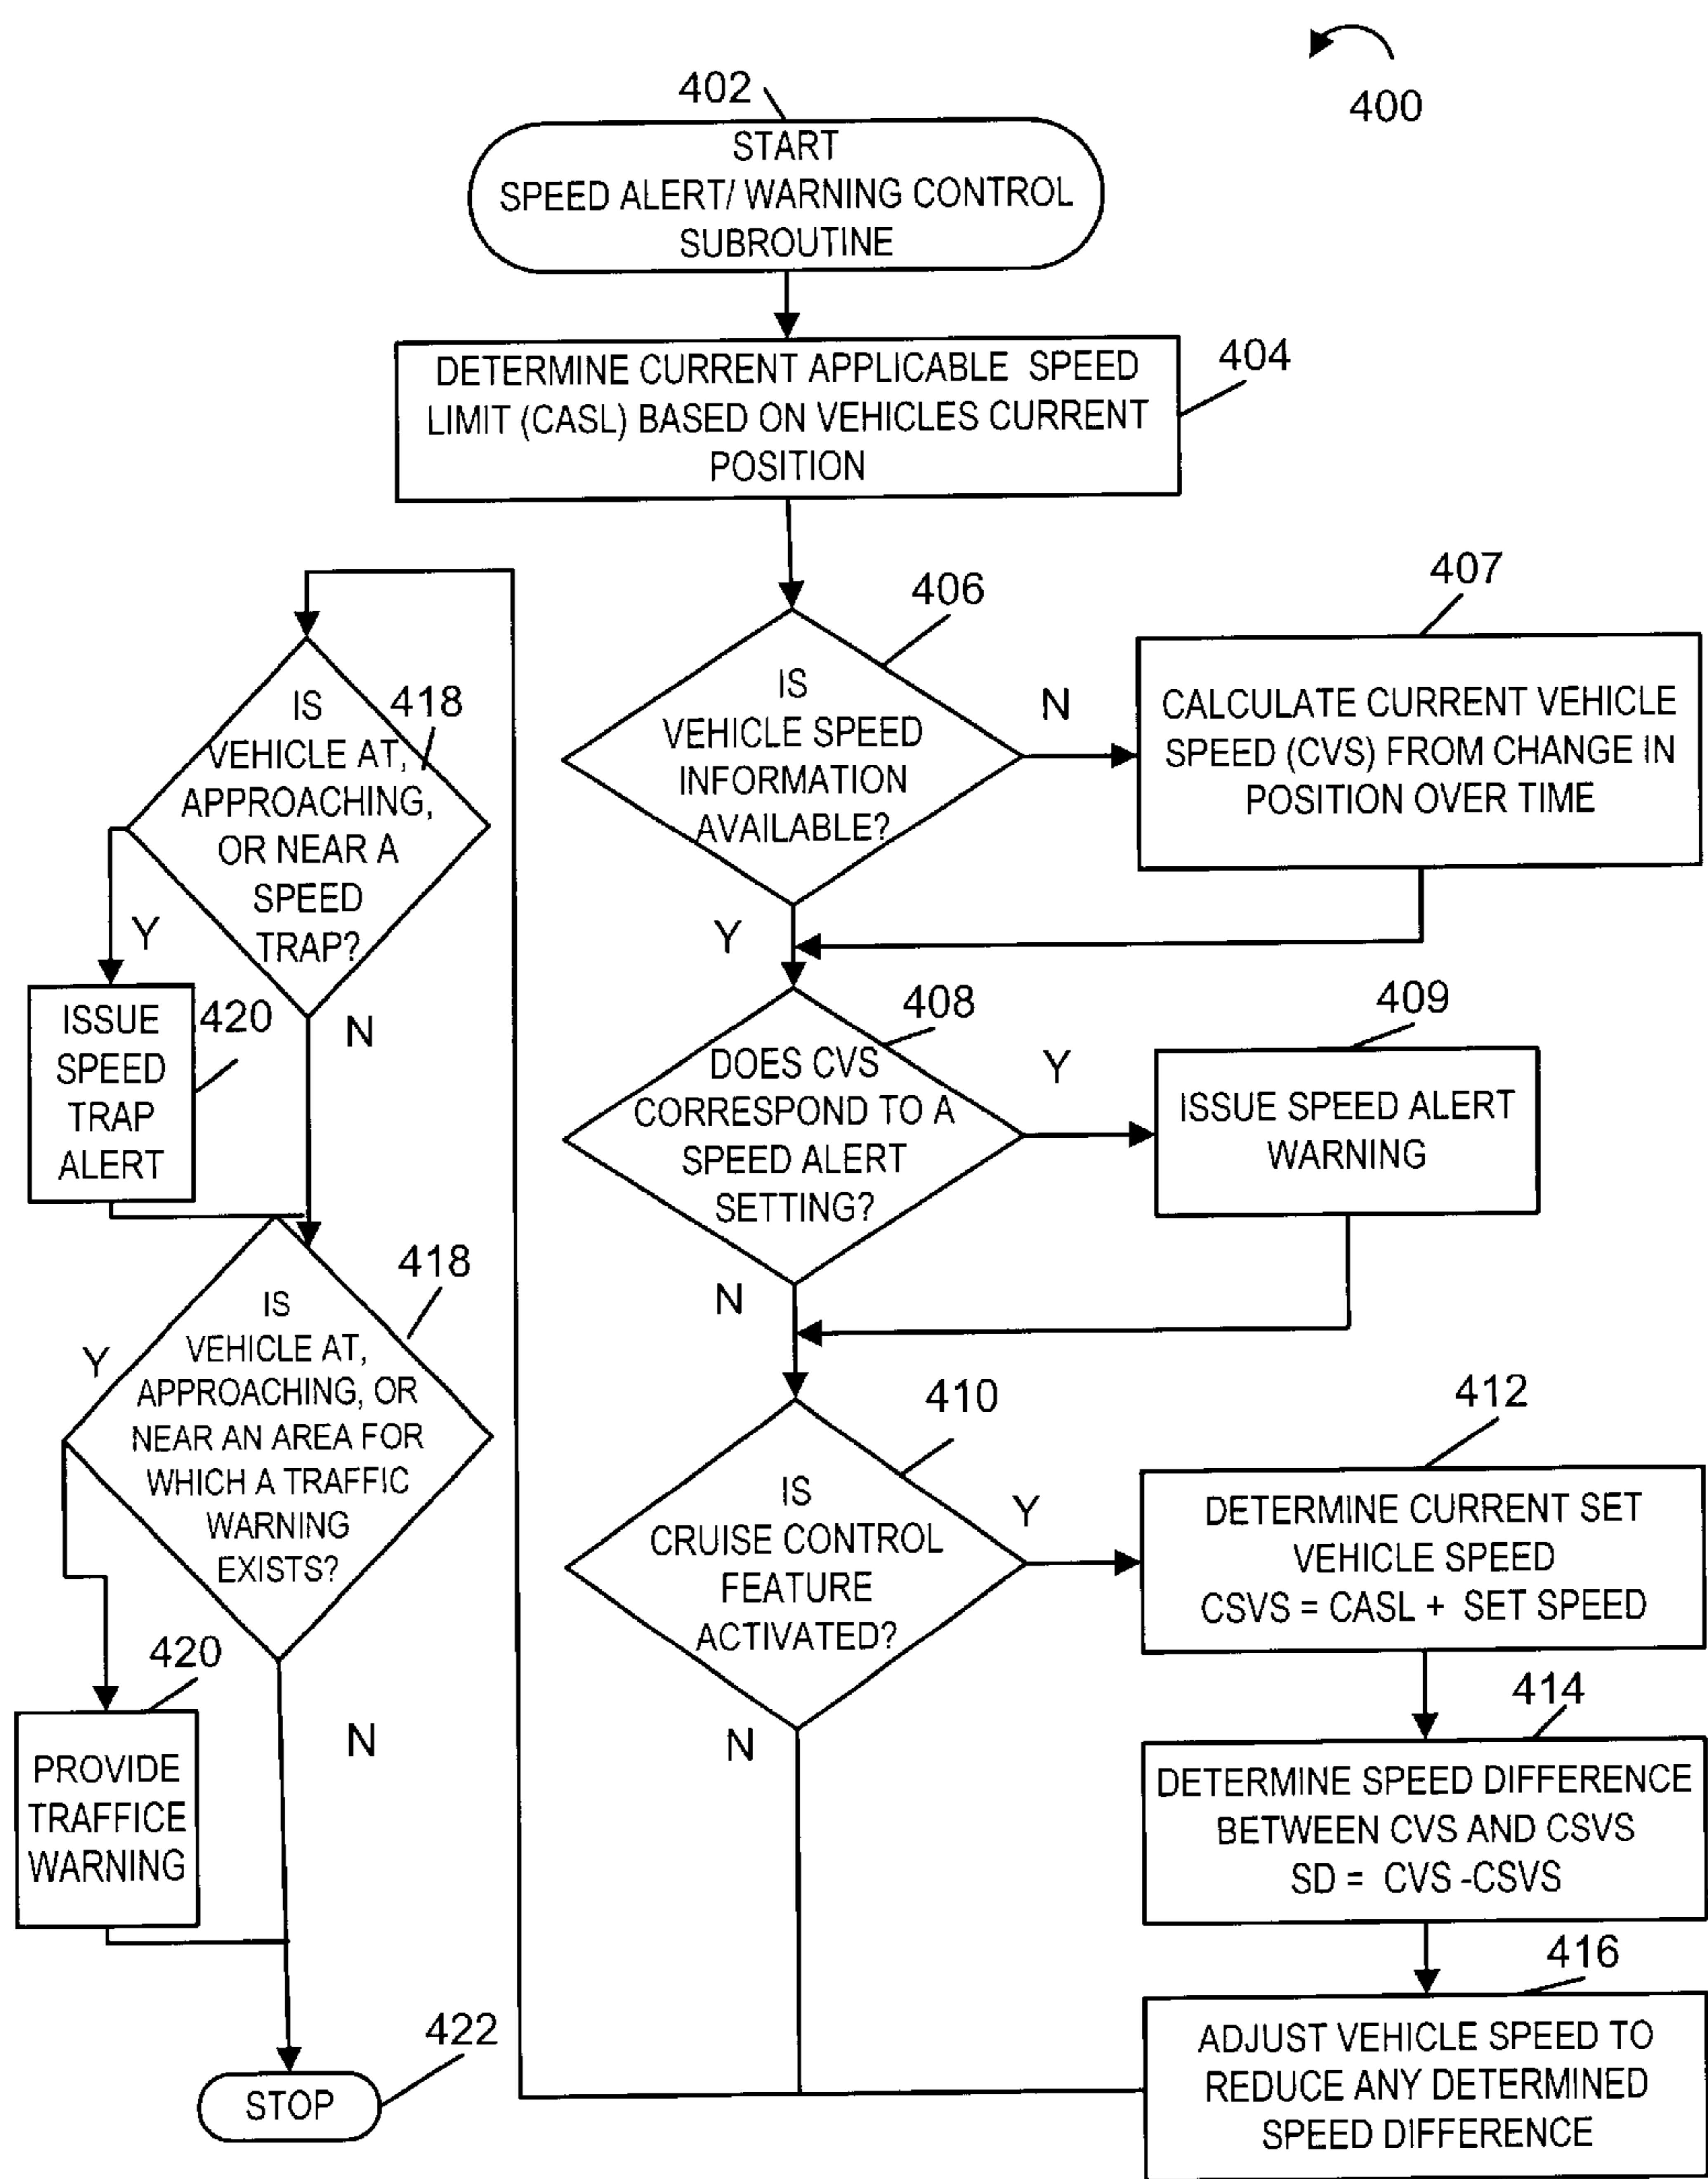 400
402
START
SPEED ALERT/ WARNING CONTROL
SUBROUTINE
404
DETERMINE CURRENT APPLICABLE SPEED
LIMIT (CASL) BASED ON VEHICLES CURRENT
POSITION
406
IS
VEHICLE SPEED
INFORMATION
AVAILABLE?
N
Y
407
CALCULATE CURRENT VEHICLE
SPEED (CVS) FROM CHANGE IN
POSITION OVER TIME
408
DOES CVS
CORRESPOND TO A
SPEED ALERT
SETTING?
Y
N
409
ISSUE SPEED ALERT
WARNING
410
IS
CRUISE CONTROL
FEATURE
ACTIVATED?
Y
N
412
DETERMINE CURRENT SET
VEHICLE SPEED
CSVS = CASL + SET SPEED
414
DETERMINE SPEED DIFFERENCE
BETWEEN CVS AND CSVS
SD = CVS -CSVS
416
ADJUST VEHICLE SPEED TO
REDUCE ANY DETERMINED
SPEED DIFFERENCE
418
IS
VEHICLE AT,
APPROACHING,
OR NEAR A
SPEED
TRAP?
Y
N
420
ISSUE
SPEED
TRAP
ALERT
418
IS
VEHICLE AT,
APPROACHING, OR
NEAR AN AREA FOR
WHICH A TRAFFIC
WARNING
EXISTS?
Y
N
420
PROVIDE
TRAFFICE
WARNING
422
STOP